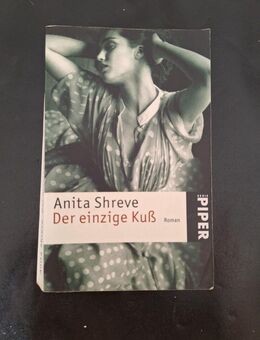 Anita Shreve
Der einzige Kuß
Roman
SERIE
PIPER